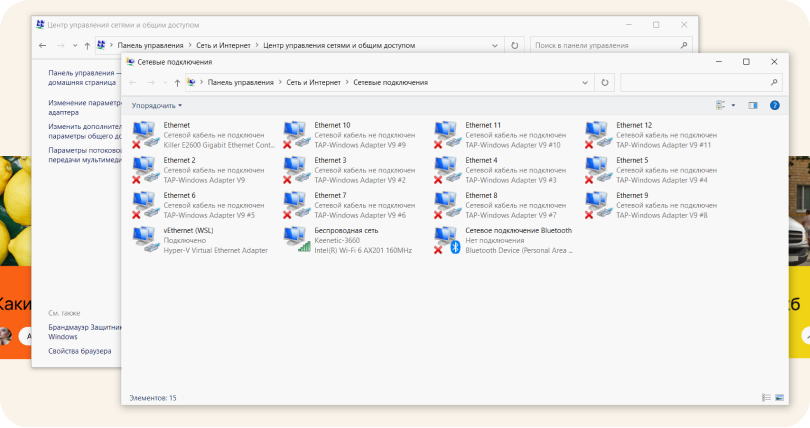 Центр управления сетями и общим доступом
Панель управления
Сеть и Интернет
Центр управления сетями и общим доступом
Поиск в панели управления
Панель управления —
домашняя страница
Изменение параметр
адаптера
Изменить дополнител
параметры общего до
Параметры потоковоі
передачи мультимеди
См. также
Брандмауэр Защитник
Windows
Свойства браузера
Сетевые подключения
Панель управления
Сеть и Интернет
Сетевые подключения
Упорядочить
Ethernet
Сетевой кабель не подключен
Killer E2600 Gigabit Ethernet Cont...
Ethernet 10
Сетевой кабель не подключен
TAP-Windows Adapter V9 #9
Ethernet 11
Сетевой кабель не подключен
TAP-Windows Adapter V9 #10
Ethernet 12
Сетевой кабель не подключен
TAP-Windows Adapter V9 #11
Ethernet 2
Сетевой кабель не подключен
TAP-Windows Adapter V9
Ethernet 3
Сетевой кабель не подключен
TAP-Windows Adapter V9 #2
Ethernet 4
Сетевой кабель не подключен
TAP-Windows Adapter V9 #3
Ethernet 5
Сетевой кабель не подключен
TAP-Windows Adapter V9 #4
Ethernet 6
Сетевой кабель не подключен
TAP-Windows Adapter V9 #5
Ethernet 7
Сетевой кабель не подключен
TAP-Windows Adapter V9 #6
Ethernet 8
Сетевой кабель не подключен
TAP-Windows Adapter V9 #7
Ethernet 9
Сетевой кабель не подключен
TAP-Windows Adapter V9 #8
vEthernet (WSL)
Подключено
Hyper-V Virtual Ethernet Adapter
Беспроводная сеть
Keenetic-3660
Intel(R) Wi-Fi 6 AX201 160MHz
Сетевое подключение Bluetooth
Нет подключения
Bluetooth Device (Personal Area ...
Элементов: 15
Каки